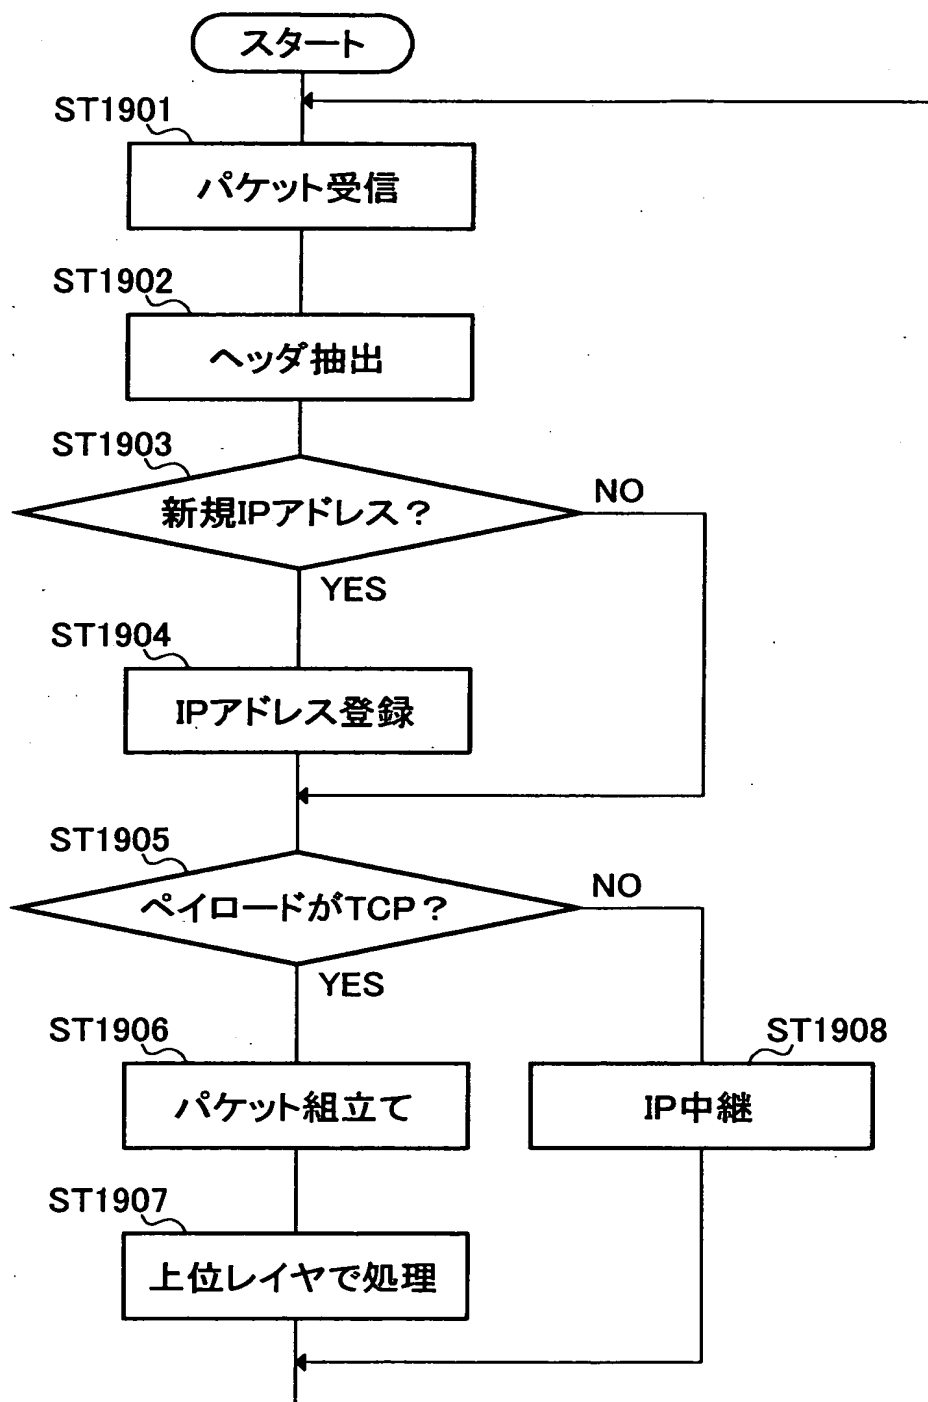 スタート
ST1901
パケット受信
ST1902
ヘッダ抽出
ST1903
新規IPアドレス?
NO
YES
ST1904
IPアドレス登録
ST1905
ペイロードがTCP?
NO
YES
ST1906
パケット組立て
ST1908
IP中継
ST1907
上位レイヤで処理